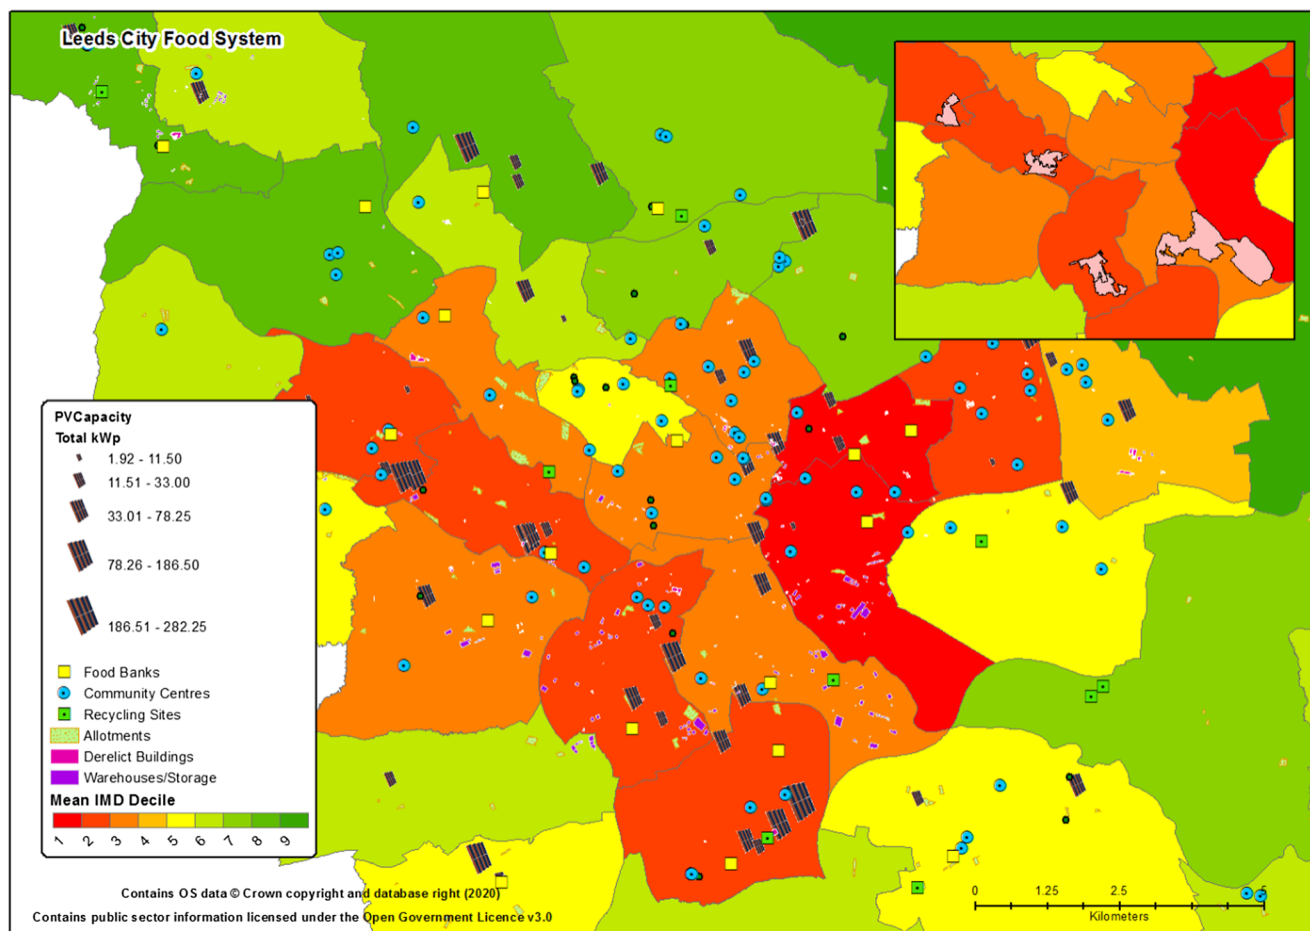 Leeds City Food System
PVCapacity
Total kWp
1.92 - 11.50
11.51 - 33.00
33.01 - 78.25
78.26 - 186.50
186.51 - 282.25
Food Banks
Community Centres
Recycling Sites
Allotments
Derelict Buildings
Warehouses/Storage
Mean IMD Decile
1 2 3 4 5 6 7 8 9
Contains OS data © Crown copyright and database right (2020)
Contains public sector information licensed under the Open Government Licence v3.0
0 1.25 2.5 5
Kilometers